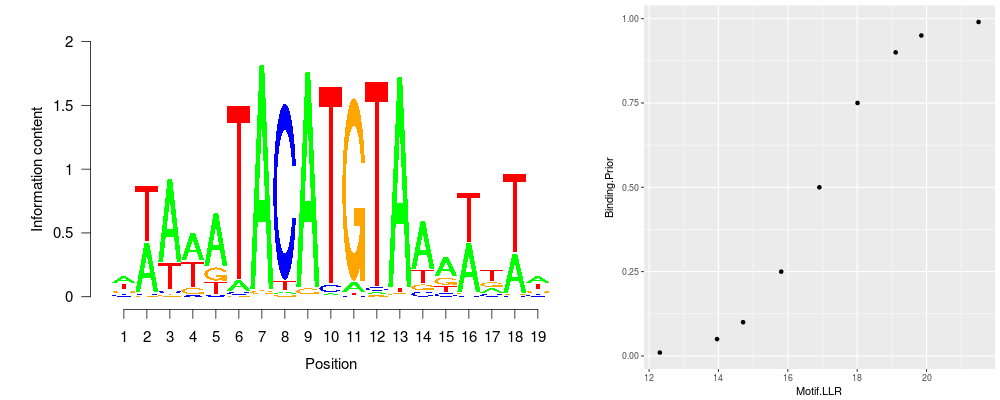 2
1.5
1
0.5
0
Information content
1 2 3 4 5 6 7 8 9 10 11 12 13 14 15 16 17 18 19
Position
1.00
0.75
0.50
0.25
0.00
Binding.Prior
12 14 16 18 20
Motif.LLR
T A A A A T A C A T G T A A A T T T A